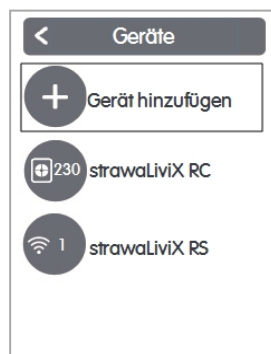 < Geräte
+ Gerät hinzufügen
230 strawaLiviX RC
1 strawaLiviX RS